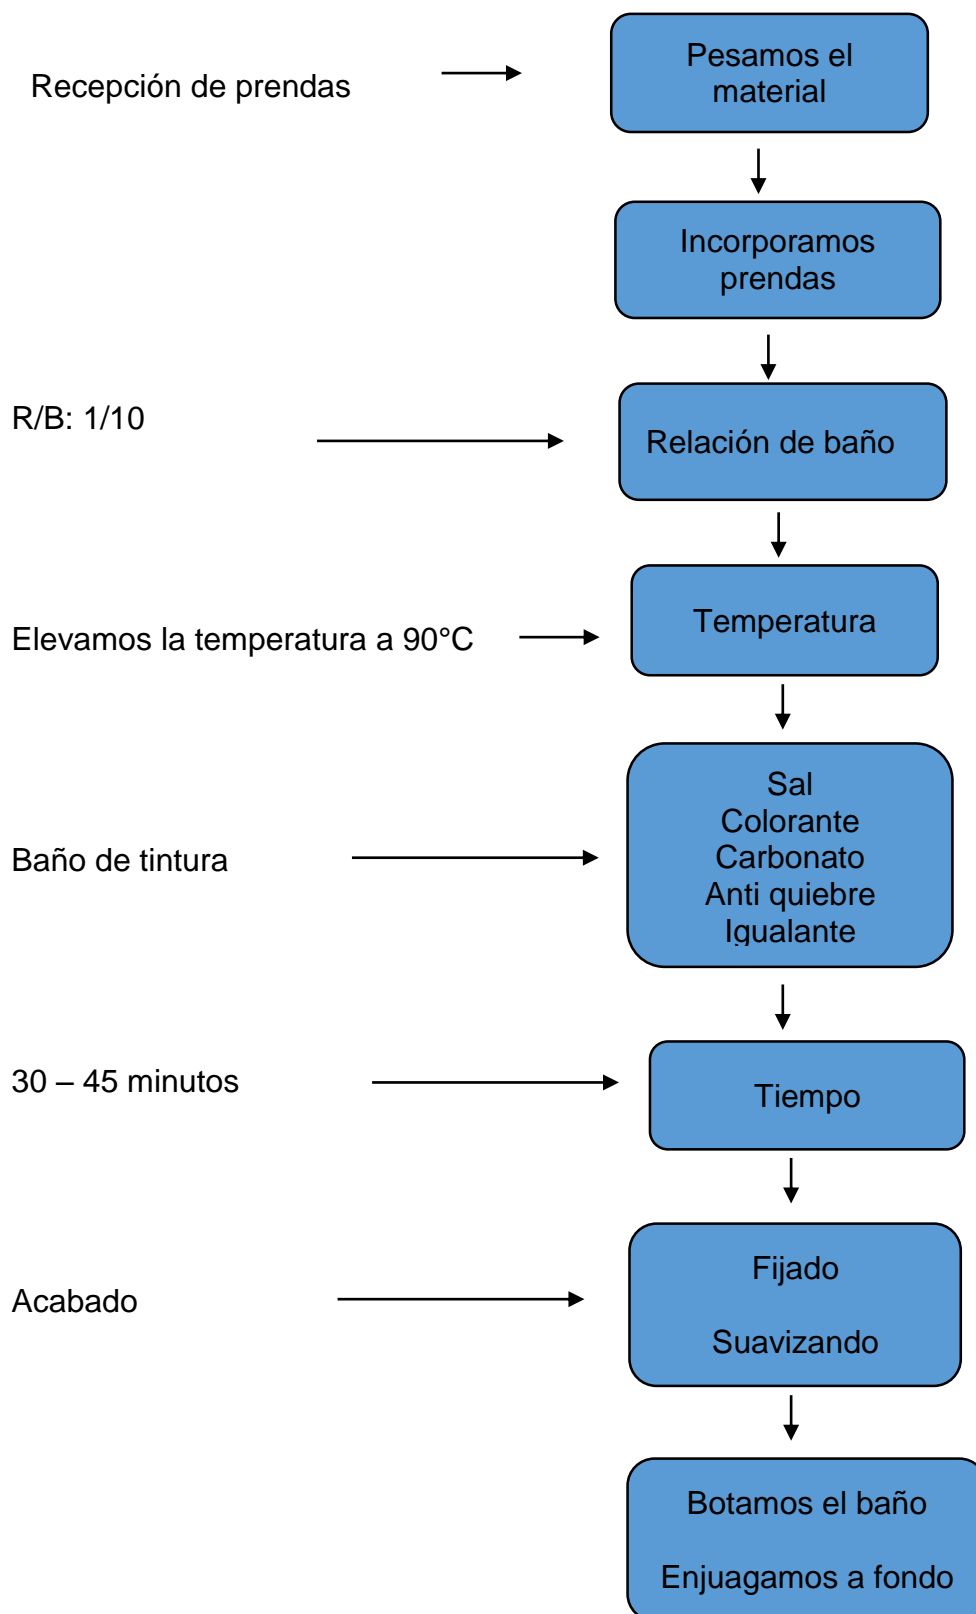 Recepción de prendas
Pesamos el
material
Incorporamos
prendas
R/B: 1/10
Relación de baño
Elevamos la temperatura a 90°C
Temperatura
Baño de tintura
Sal
Colorante
Carbonato
Anti quiebre
Igualante
30 – 45 minutos
Tiempo
Acabado
Fijado
Suavizando
Botamos el baño
Enjuagamos a fondo